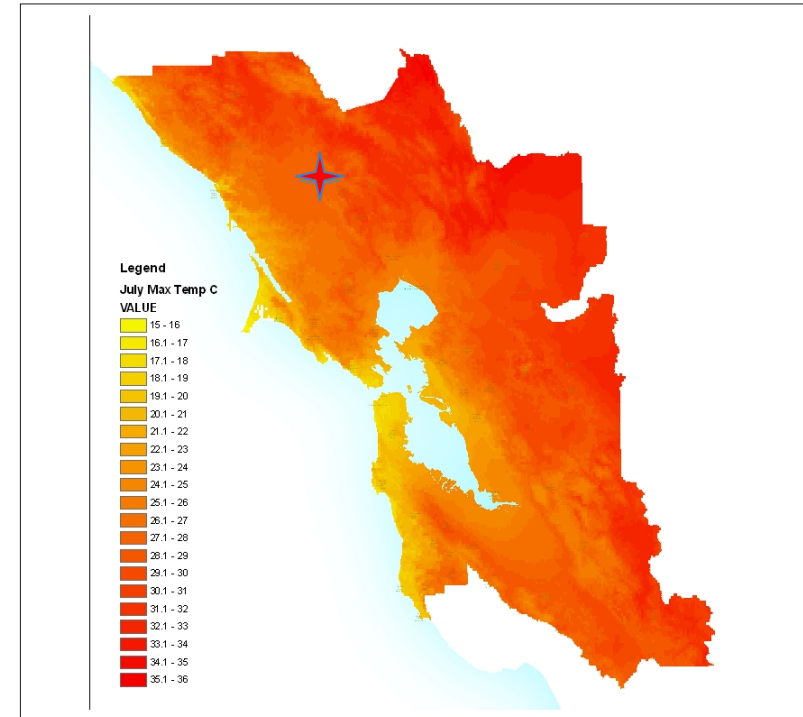 Legend
July Max Temp C
VALUE
15 - 16
16.1 - 17
17.1 - 18
18.1 - 19
19.1 - 20
20.1 - 21
21.1 - 22
22.1 - 23
23.1 - 24
24.1 - 25
25.1 - 26
26.1 - 27
27.1 - 28
28.1 - 29
29.1 - 30
30.1 - 31
31.1 - 32
32.1 - 33
33.1 - 34
34.1 - 35
35.1 - 36